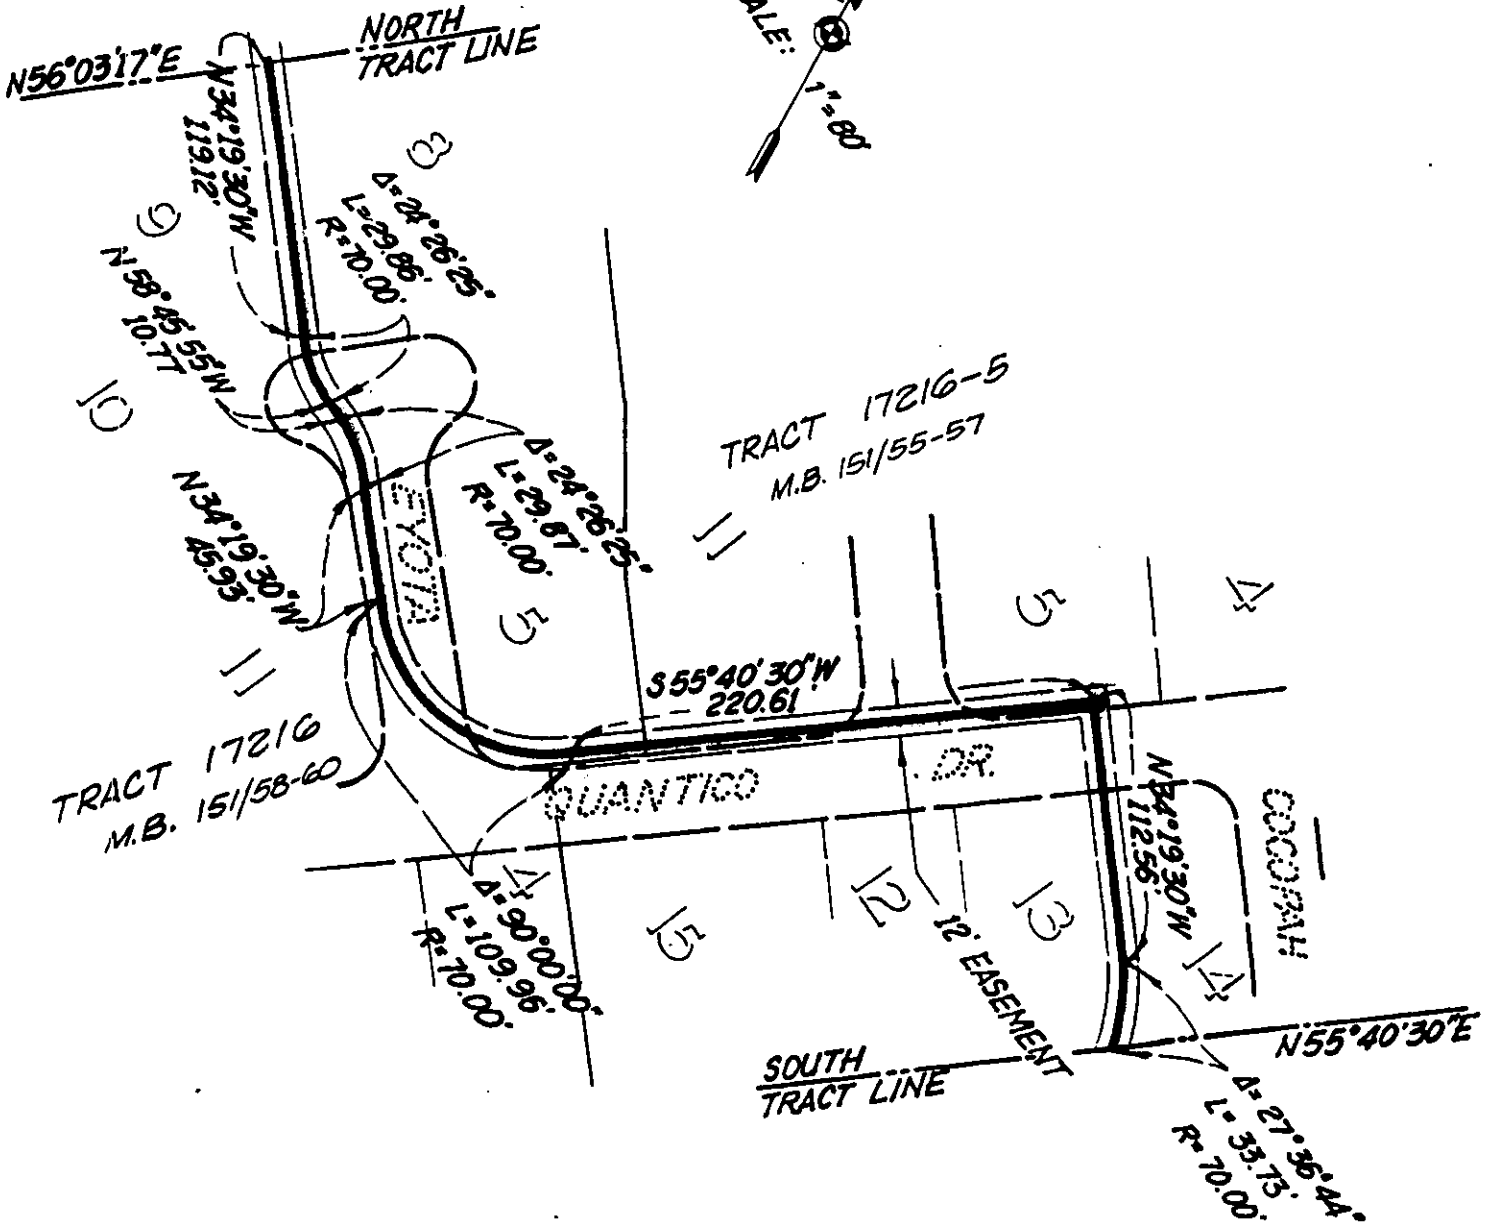 N56°03'17"E
NORTH
TRACT LINE
SCALE:
1"=80'
N34°19'30"W
119.12'
8
9
Δ=24°26'25"
L=29.86'
R=70.00'
N58°45'55"W
10.77
10
TRACT 17216-5
M.B. 151/55-57
Δ=24°26'25"
L=29.87'
R=70.00'
11
N34°19'30"W
45.93'
EYOTA
5
5
4
11
S55°40'30"W
220.61'
TRACT 17216
M.B. 151/58-60
QUANTICO DR.
N34°19'30"W
112.56'
COCOPAH
4
Δ=90°00'00"
L=109.96'
R=70.00'
15
12
13
14
12' EASEMENT
SOUTH
TRACT LINE
N55°40'30"E
Δ=27°36'44"
L=33.73'
R=70.00'